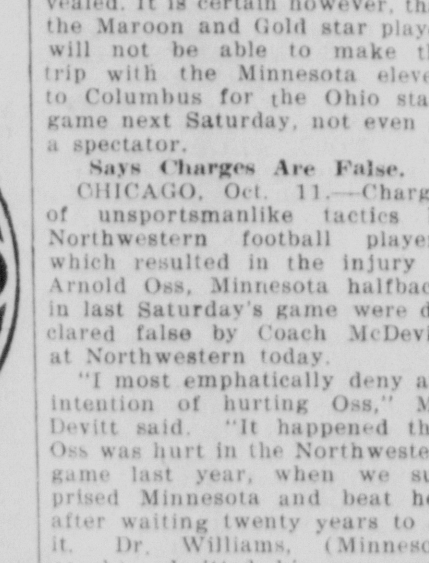 vealed. It is certain however, tha
the Maroon and Gold star playe
will not be able to make th
trip with the Minnesota eleve
to Columbus for the Ohio sta
game next Saturday, not even
a spectator.
Says Charges Are False.
CHICAGO, Oct. 11.—Charg
of unsportsmanlike tactics
Northwestern football player
which resulted in the injury
Arnold Oss, Minnesota halfbac
in last Saturday's game were d
clared false by Coach McDevi
at Northwestern today.
"I most emphatically deny a
intention of hurting Oss," M
Devitt said. "It happened th
Oss was hurt in the Northweste
game last year, when we su
prised Minnesota and beat he
after waiting twenty years to
it. Dr. Williams, (Minneso